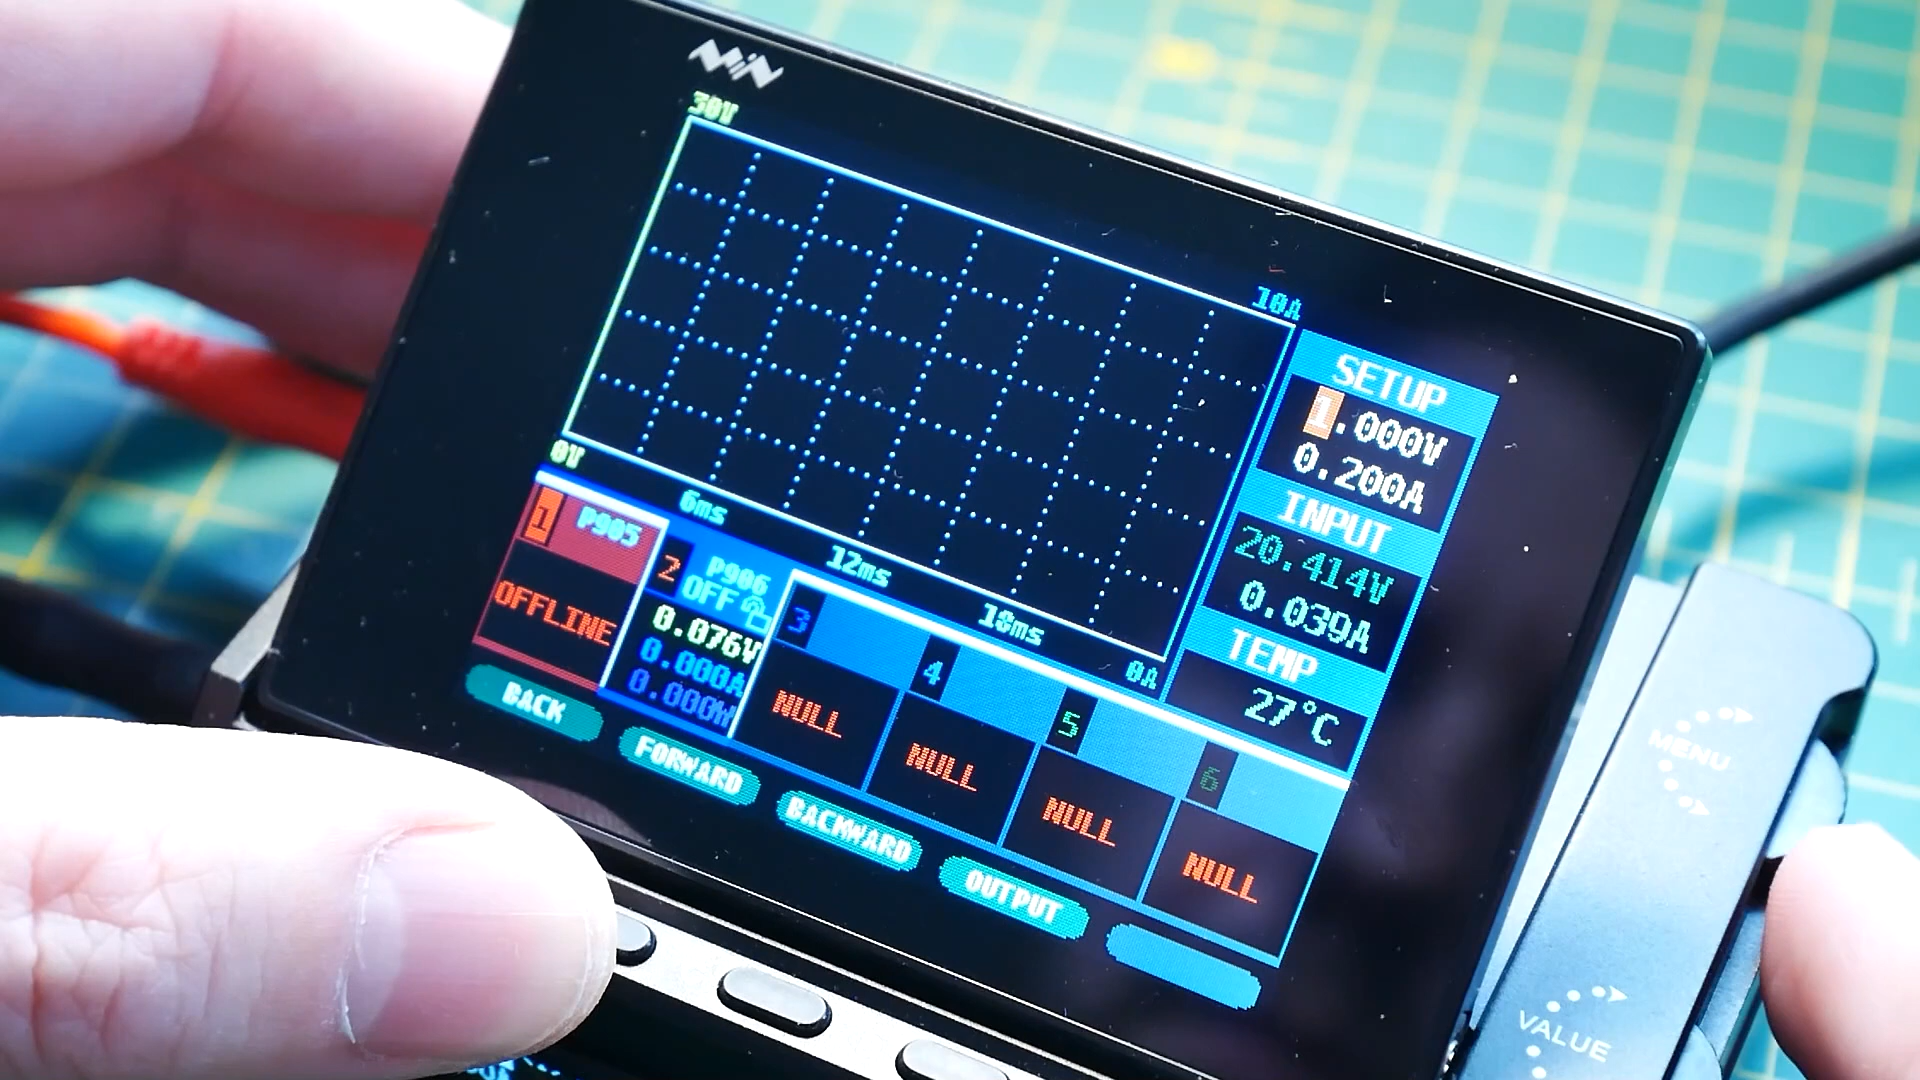 MiN
30V
10A
SETUP
1.000V
0.200A
INPUT
20.414V
0.039A
TEMP
27°C
0V
6ms
12ms
18ms
0A
1 P905
OFFLINE
2 P906
OFF
0.076V
0.000A
0.000W
3
NULL
4
NULL
5
NULL
6
NULL
BACK
FORWARD
BACKWARD
OUTPUT
MENU
VALUE